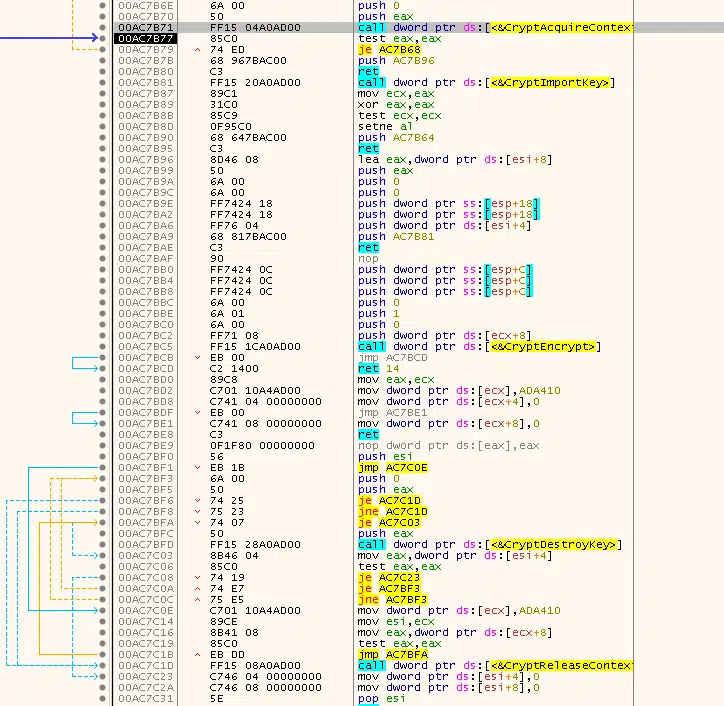 00AC7B6E 6A 00 push 0
00AC7B70 50 push eax
00AC7B71 FF15 04A0AD00 call dword ptr ds:[<&CryptAcquireContex
00AC7B77 85C0 test eax,eax
00AC7B79 ^ 74 ED je AC7B68
00AC7B7B 68 967BAC00 push AC7B96
00AC7B80 C3 ret
00AC7B81 FF15 20A0AD00 call dword ptr ds:[<&CryptImportKey>]
00AC7B87 89C1 mov ecx,eax
00AC7B89 31C0 xor eax,eax
00AC7B8B 85C9 test ecx,ecx
00AC7B8D 0F95C0 setne al
00AC7B90 68 647BAC00 push AC7B64
00AC7B95 C3 ret
00AC7B96 8D46 08 lea eax,dword ptr ds:[esi+8]
00AC7B99 50 push eax
00AC7B9A 6A 00 push 0
00AC7B9C 6A 00 push 0
00AC7B9E FF7424 18 push dword ptr ss:[esp+18]
00AC7BA2 FF7424 18 push dword ptr ss:[esp+18]
00AC7BA6 FF76 04 push dword ptr ds:[esi+4]
00AC7BA9 68 817BAC00 push AC7B81
00AC7BAE C3 ret
00AC7BAF 90 nop
00AC7BB0 FF7424 0C push dword ptr ss:[esp+C]
00AC7BB4 FF7424 0C push dword ptr ss:[esp+C]
00AC7BB8 FF7424 0C push dword ptr ss:[esp+C]
00AC7BBC 6A 00 push 0
00AC7BBE 6A 01 push 1
00AC7BC0 6A 00 push 0
00AC7BC2 FF71 08 push dword ptr ds:[ecx+8]
00AC7BC5 FF15 1CA0AD00 call dword ptr ds:[<&CryptEncrypt>]
00AC7BCB ˅ EB 00 jmp AC7BCD
00AC7BCD C2 1400 ret 14
00AC7BD0 89C8 mov eax,ecx
00AC7BD2 C701 10A4AD00 mov dword ptr ds:[ecx],ADA410
00AC7BD8 C741 04 00000000 mov dword ptr ds:[ecx+4],0
00AC7BDF ˅ EB 00 jmp AC7BE1
00AC7BE1 C741 08 00000000 mov dword ptr ds:[ecx+8],0
00AC7BE8 C3 ret
00AC7BE9 0F1F80 00000000 nop dword ptr ds:[eax],eax
00AC7BF0 56 push esi
00AC7BF1 ˅ EB 1B jmp AC7C0E
00AC7BF3 6A 00 push 0
00AC7BF5 50 push eax
00AC7BF6 ˅ 74 25 je AC7C1D
00AC7BF8 ˅ 75 23 jne AC7C1D
00AC7BFA ˅ 74 07 je AC7C03
00AC7BFC 50 push eax
00AC7BFD FF15 28A0AD00 call dword ptr ds:[<&CryptDestroyKey>]
00AC7C03 8B46 04 mov eax,dword ptr ds:[esi+4]
00AC7C06 85C0 test eax,eax
00AC7C08 ˅ 74 19 je AC7C23
00AC7C0A ^ 74 E7 je AC7BF3
00AC7C0C ^ 75 E5 jne AC7BF3
00AC7C0E C701 10A4AD00 mov dword ptr ds:[ecx],ADA410
00AC7C14 89CE mov esi,ecx
00AC7C16 8B41 08 mov eax,dword ptr ds:[ecx+8]
00AC7C19 85C0 test eax,eax
00AC7C1B ^ EB DD jmp AC7BFA
00AC7C1D FF15 08A0AD00 call dword ptr ds:[<&CryptReleaseContex
00AC7C23 C746 04 00000000 mov dword ptr ds:[esi+4],0
00AC7C2A C746 08 00000000 mov dword ptr ds:[esi+8],0
00AC7C31 5E pop esi